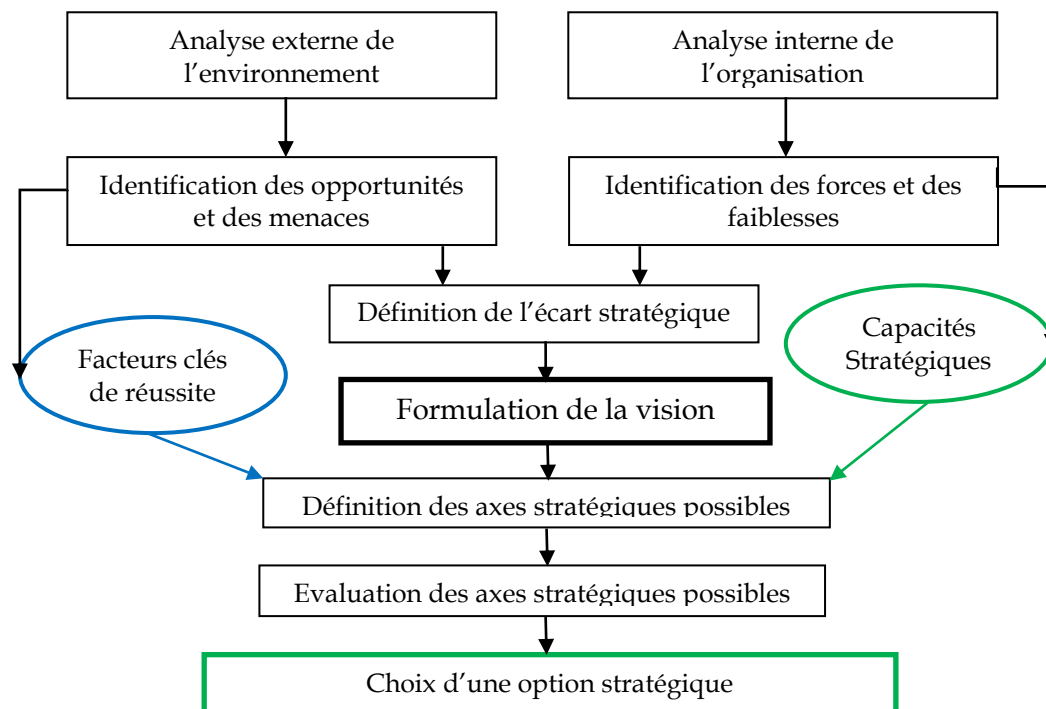 Analyse externe de
l'environnement
Analyse interne de
l'organisation
Identification des opportunités
et des menaces
Identification des forces et des
faiblesses
Définition de l'écart stratégique
Facteurs clés
de réussite
Capacités
Stratégiques
Formulation de la vision
Définition des axes stratégiques possibles
Evaluation des axes stratégiques possibles
Choix d'une option stratégique